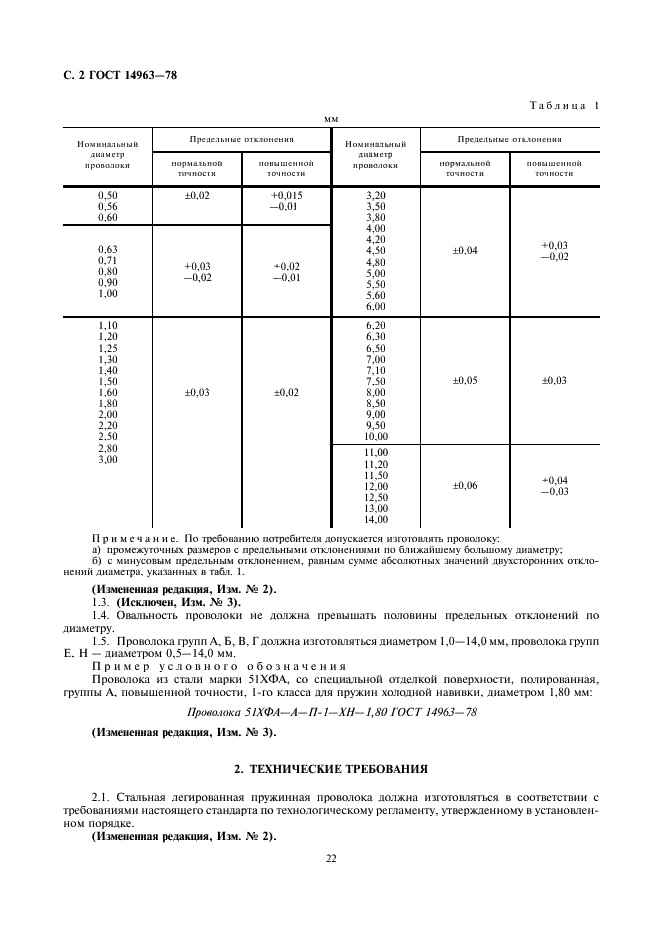 С. 2 ГОСТ 14963—78
Таблица 1
мм
Номинальный диаметр проволоки
Предельные отклонения
Номинальный диаметр проволоки
Предельные отклонения
нормальной точности
повышенной точности
нормальной точности
повышенной точности
0,50
0,56
0,60
±0,02
+0,015
—0,01
0,63
0,71
0,80
0,90
1,00
+0,03
—0,02
+0,02
—0,01
1,10
1,20
1,25
1,30
1,40
1,50
1,60
1,80
2,00
2,20
2,50
2,80
3,00
±0,03
±0,02
3,20
3,50
3,80
4,00
4,20
4,50
4,80
5,00
5,50
5,60
6,00
±0,04
+0,03
—0,02
6,20
6,30
6,50
7,00
7,10
7,50
8,00
8,50
9,00
9,50
10,00
±0,05
±0,03
11,00
11,20
11,50
12,00
12,50
13,00
14,00
±0,06
+0,04
—0,03
Примечание. По требованию потребителя допускается изготовлять проволоку:
а) промежуточных размеров с предельными отклонениями по ближайшему большому диаметру;
б) с минусовым предельным отклонением, равным сумме абсолютных значений двухсторонних откло-
нений диаметра, указанных в табл. 1.
(Измененная редакция, Изм. № 2).
1.3. (Исключен, Изм. № 3).
1.4. Овальность проволоки не должна превышать половины предельных отклонений по
диаметру.
1.5. Проволока групп А, Б, В, Г должна изготовляться диаметром 1,0—14,0 мм, проволока групп
Е, Н — диаметром 0,5—14,0 мм.
Пример условного обозначения
Проволока из стали марки 51ХФА, со специальной отделкой поверхности, полированная,
группы А, повышенной точности, 1-го класса для пружин холодной навивки, диаметром 1,80 мм:
Проволока 51ХФА—А—П-1—ХН—1,80 ГОСТ 14963—78
(Измененная редакция, Изм. № 3).
2. ТЕХНИЧЕСКИЕ ТРЕБОВАНИЯ
2.1. Стальная легированная пружинная проволока должна изготовляться в соответствии с
требованиями настоящего стандарта по технологическому регламенту, утвержденному в установлен-
ном порядке.
(Измененная редакция, Изм. № 2).
22